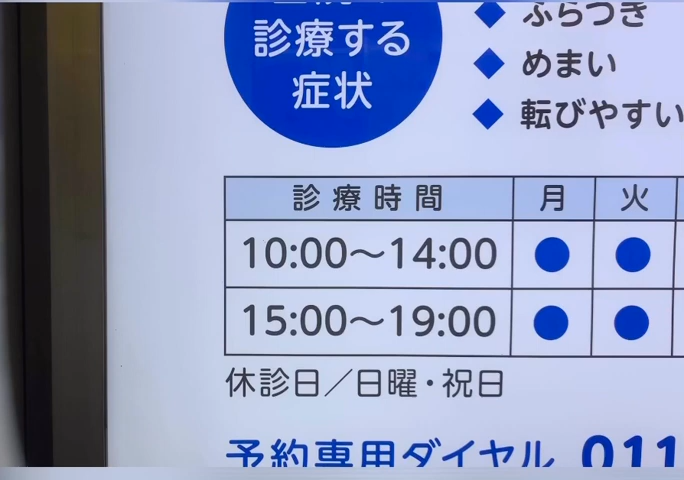 診療する
症状
◆ ふらつき
◆ めまい
◆ 転びやすい
診療時間 月 火
10:00〜14:00 ● ●
15:00〜19:00 ● ●
休診日／日曜・祝日
予約専用ダイヤル 011